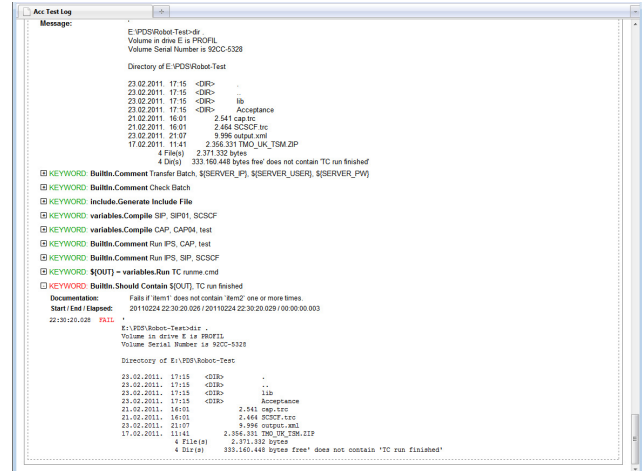 Acc Test Log
Message:
'
E:\PDS\Robot-Test>dir .
Volume in drive E is PROFIL
Volume Serial Number is 92CC-5328
Directory of E:\PDS\Robot-Test
23.02.2011. 17:15 <DIR> .
23.02.2011. 17:15 <DIR> ..
23.02.2011. 17:15 <DIR> lib
23.02.2011. 17:15 <DIR> Acceptance
21.02.2011. 16:01 2.541 cap.trc
21.02.2011. 16:01 2.464 SCSCF.trc
23.02.2011. 21:07 9.996 output.xml
17.02.2011. 11:41 2.356.331 TMO_UK_TSM.ZIP
4 File(s) 2.371.332 bytes
4 Dir(s) 333.160.448 bytes free' does not contain 'TC run finished'
KEYWORD: BuiltIn.Comment Transfer Batch, ${SERVER_IP}, ${SERVER_USER}, ${SERVER_PW}
KEYWORD: BuiltIn.Comment Check Batch
KEYWORD: include.Generate Include File
KEYWORD: variables.Compile SIP, SIP01, SCSCF
KEYWORD: variables.Compile CAP, CAP04, test
KEYWORD: BuiltIn.Comment Run IPS, CAP, test
KEYWORD: BuiltIn.Comment Run IPS, SIP, SCSCF
KEYWORD: ${OUT} = variables.Run TC runme.cmd
KEYWORD: BuiltIn.Should Contain ${OUT}, TC run finished
Documentation: Fails if `item1` does not contain `item2` one or more times.
Start / End / Elapsed: 20110224 22:30:20.026 / 20110224 22:30:20.029 / 00:00:00.003
22:30:20.028 FAIL '
E:\PDS\Robot-Test>dir .
Volume in drive E is PROFIL
Volume Serial Number is 92CC-5328
Directory of E:\PDS\Robot-Test
23.02.2011. 17:15 <DIR> .
23.02.2011. 17:15 <DIR> ..
23.02.2011. 17:15 <DIR> lib
23.02.2011. 17:15 <DIR> Acceptance
21.02.2011. 16:01 2.541 cap.trc
21.02.2011. 16:01 2.464 SCSCF.trc
23.02.2011. 21:07 9.996 output.xml
17.02.2011. 11:41 2.356.331 TMO_UK_TSM.ZIP
4 File(s) 2.371.332 bytes
4 Dir(s) 333.160.448 bytes free' does not contain 'TC run finished'